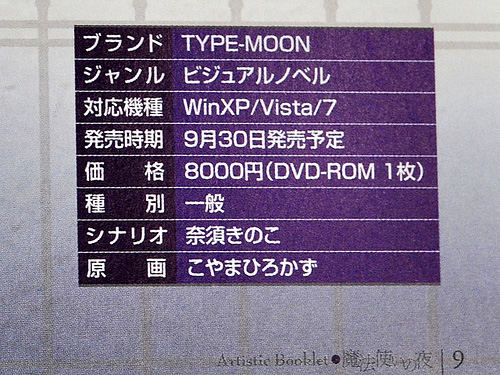 ブランド TYPE-MOON
ジャンル ビジュアルノベル
対応機種 WinXP/Vista/7
発売時期 9月30日発売予定
価 格 8000円(DVD-ROM 1枚)
種 別 一般
シナリオ 奈須きのこ
原 画 こやまひろかず
Artistic Booklet●魔法使いの夜 | 9